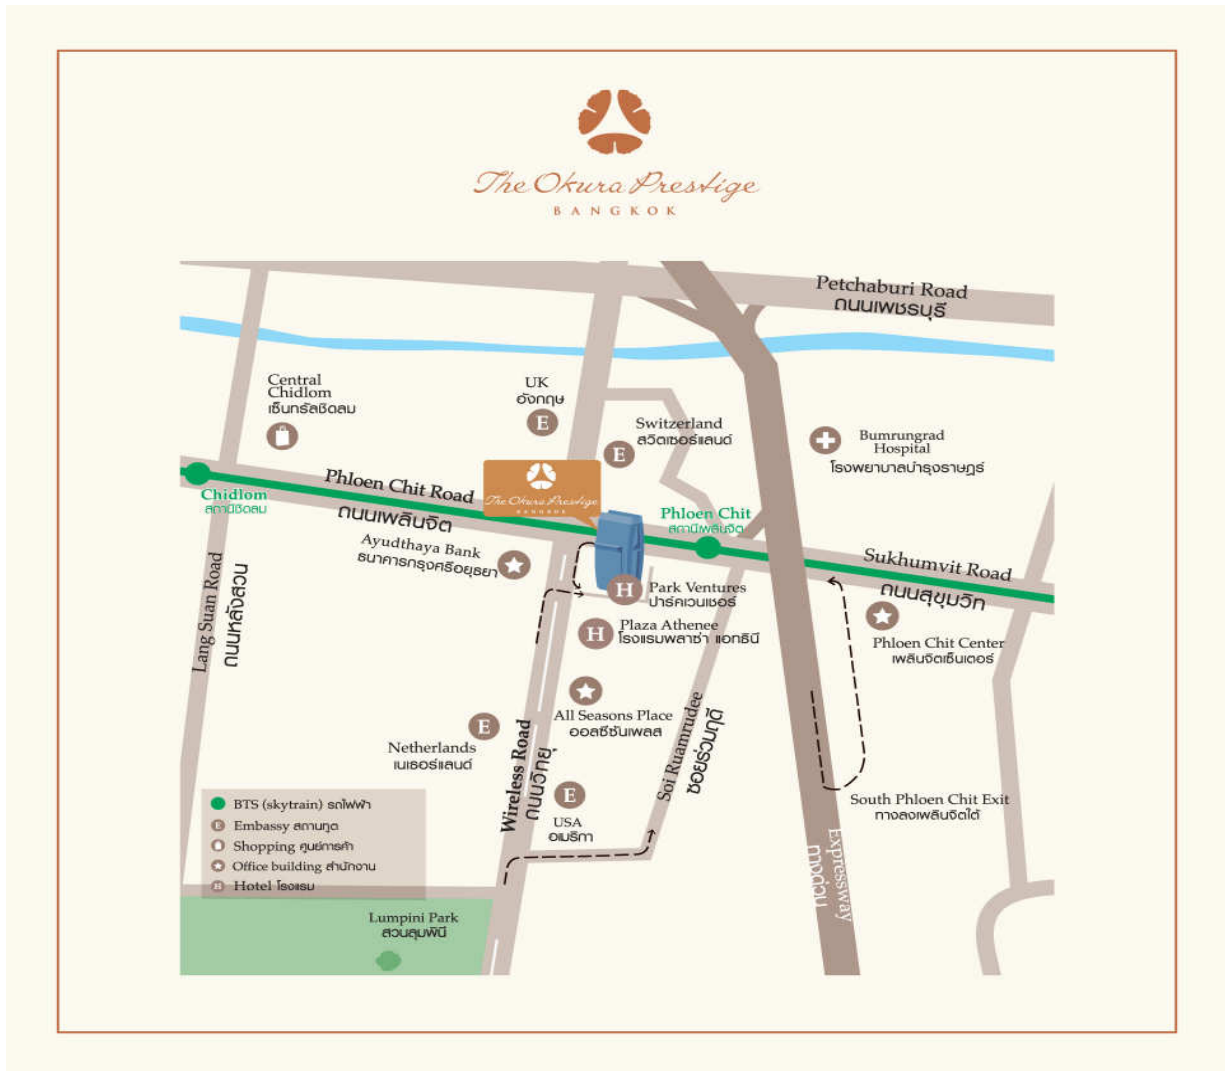 The Okura Prestige
BANGKOK
Petchaburi Road
ถนนเพชรบุรี
Central
Chidlom
เซ็นทรัลชิดลม
UK
อังกฤษ
E
Switzerland
สวิตเซอร์แลนด์
E
Bumrungrad
Hospital
โรงพยาบาลบำรุงราษฎร์
Chidlom
สถานีชิดลม
Phloen Chit Road
ถนนเพลินจิต
The Okura Prestige
BANGKOK
Phloen Chit
สถานีเพลินจิต
Ayudthaya Bank
ธนาคารกรุงศรีอยุธยา
Sukhumvit Road
ถนนสุขุมวิท
H
Park Ventures
ปาร์คเวนเชอร์
H
Plaza Athenee
โรงแรมพลาซ่า แอทธินี
Phloen Chit Center
เพลินจิตเซ็นเตอร์
Lang Suan Road
ถนนหลังสวน
All Seasons Place
ออลซีซันเพลส
E
Netherlands
เนเธอร์แลนด์
Wireless Road
ถนนวิทยุ
Soi Ruamrudee
ซอยร่วมฤดี
E
USA
อเมริกา
South Phloen Chit Exit
ทางลงเพลินจิตใต้
Expressway
ทางด่วน
BTS (skytrain) รถไฟฟ้า
E Embassy สถานทูต
Shopping ศูนย์การค้า
Office building สำนักงาน
H Hotel โรงแรม
Lumpini Park
สวนลุมพินี